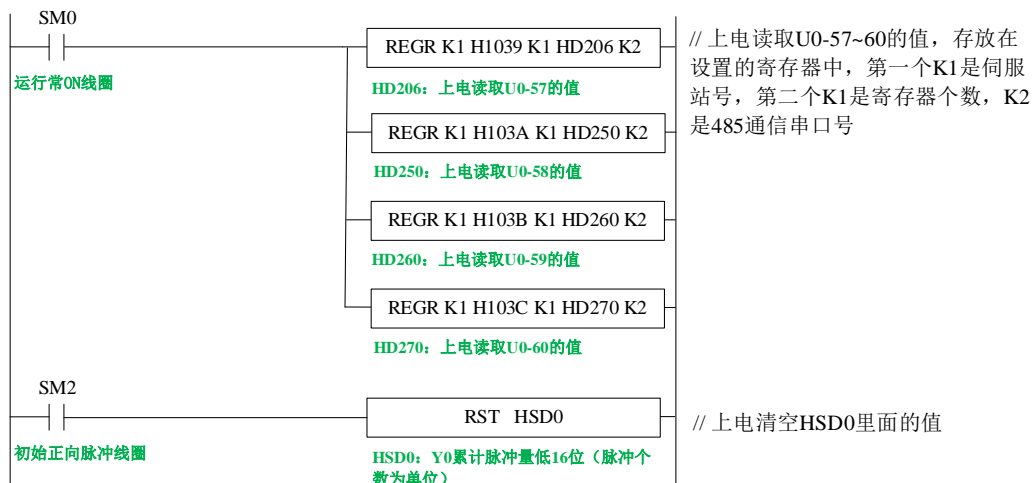 SM0
REGR K1 H1039 K1 HD206 K2
运行常ON线圈
HD206：上电读取U0-57的值
REGR K1 H103A K1 HD250 K2
HD250：上电读取U0-58的值
REGR K1 H103B K1 HD260 K2
HD260：上电读取U0-59的值
REGR K1 H103C K1 HD270 K2
HD270：上电读取U0-60的值
// 上电读取U0-57~60的值，存放在
设置的寄存器中，第一个K1是伺服
站号，第二个K1是寄存器个数，K2
是485通信串口号
SM2
RST HSD0
// 上电清空HSD0里面的值
初始正向脉冲线圈
HSD0：Y0累计脉冲量低16位（脉冲个
数为单位）